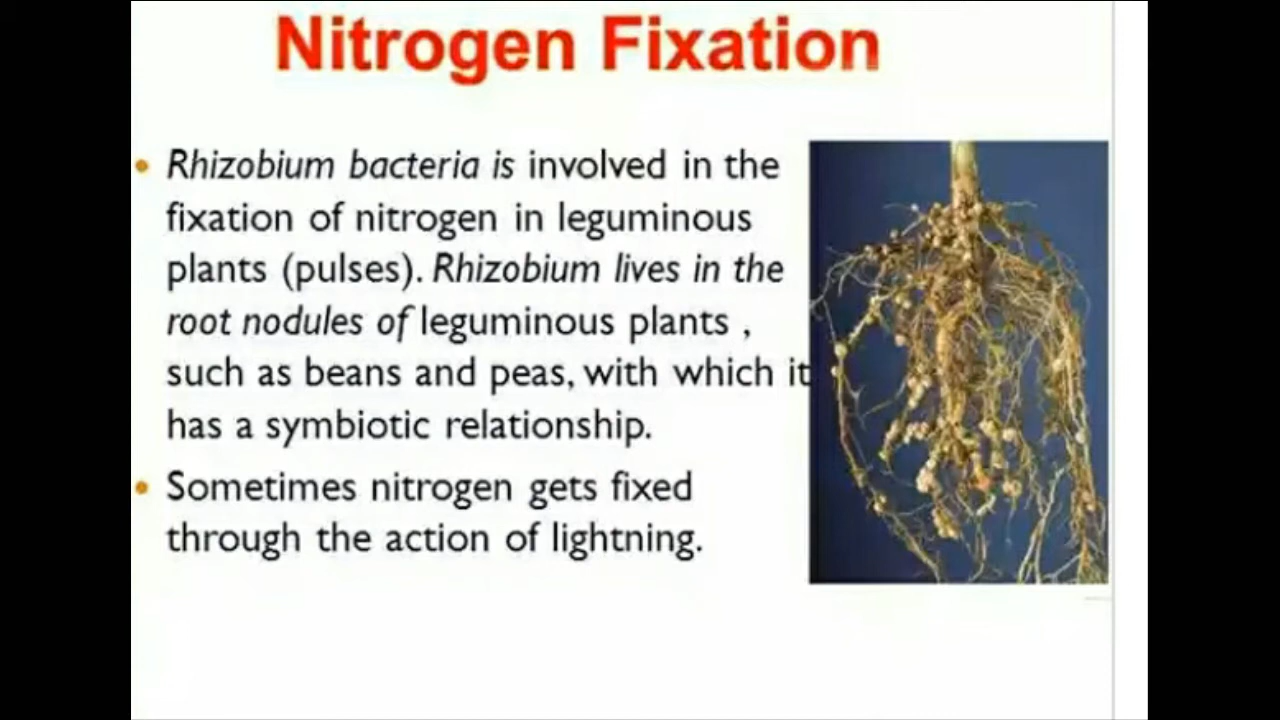 Nitrogen Fixation
• Rhizobium bacteria is involved in the
fixation of nitrogen in leguminous
plants (pulses). Rhizobium lives in the
root nodules of leguminous plants ,
such as beans and peas, with which it
has a symbiotic relationship.
• Sometimes nitrogen gets fixed
through the action of lightning.